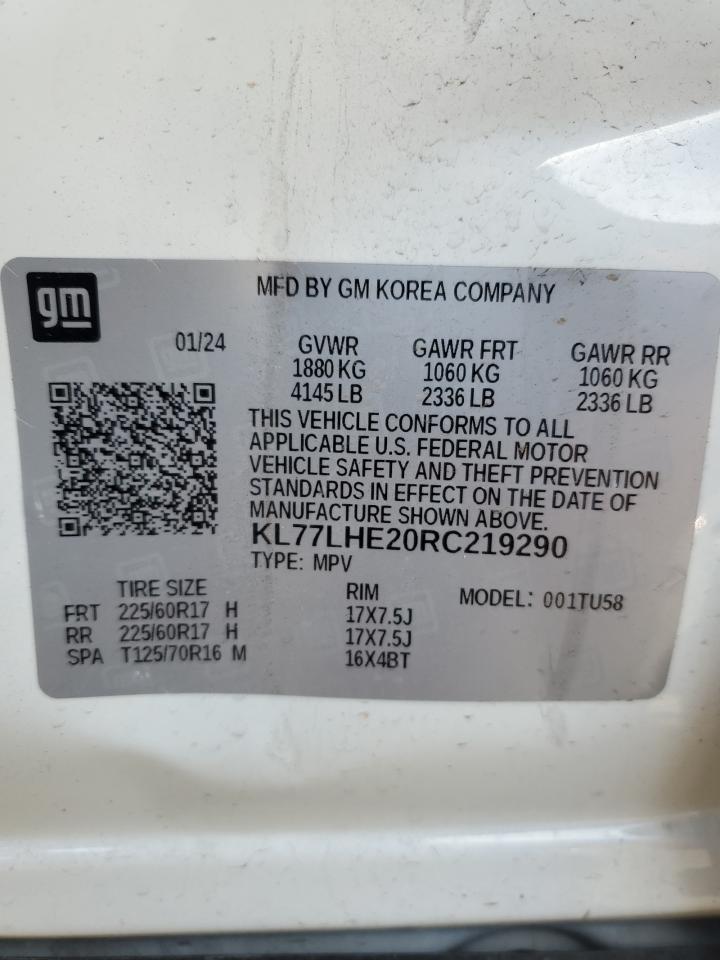 gm
MFD BY GM KOREA COMPANY
01/24 GVWR GAWR FRT GAWR RR
1880 KG 1060 KG 1060 KG
4145 LB 2336 LB 2336 LB
THIS VEHICLE CONFORMS TO ALL
APPLICABLE U.S. FEDERAL MOTOR
VEHICLE SAFETY AND THEFT PREVENTION
STANDARDS IN EFFECT ON THE DATE OF
MANUFACTURE SHOWN ABOVE.
KL77LHE20RC219290
TYPE: MPV
TIRE SIZE RIM MODEL: 001TU58
FRT 225/60R17 H 17X7.5J
RR 225/60R17 H 17X7.5J
SPA T125/70R16 M 16X4BT